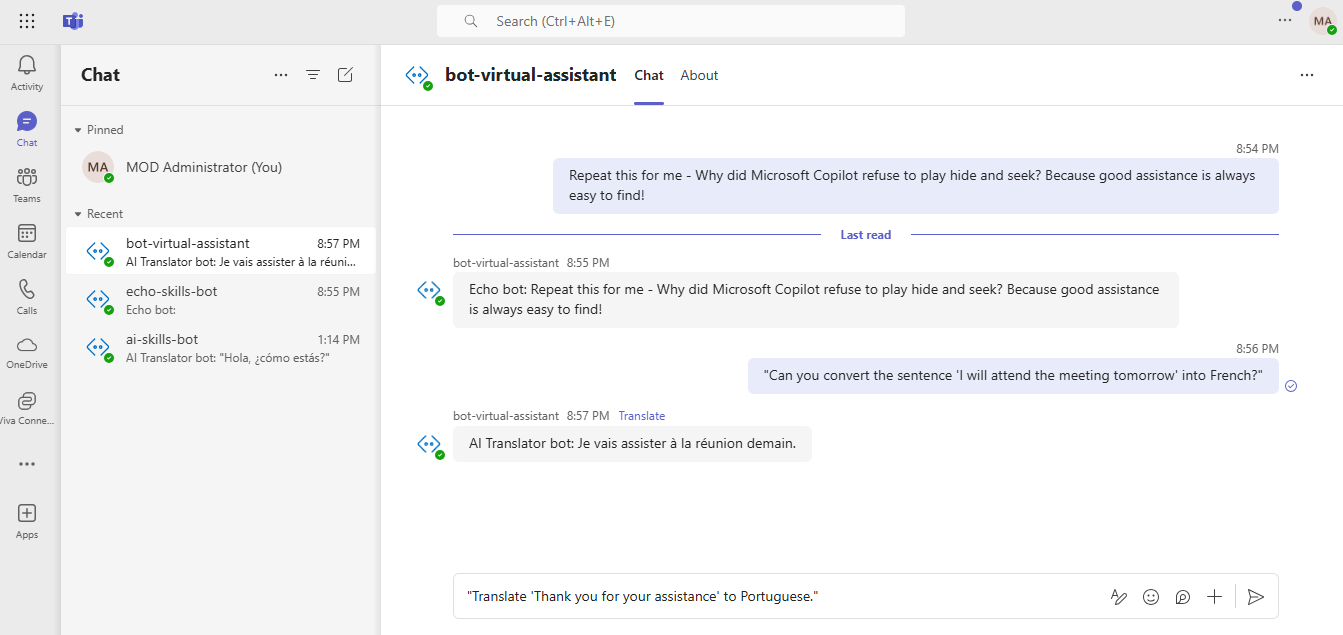 Search (Ctrl+Alt+E)
MA
Activity
Chat
Teams
Calendar
Calls
OneDrive
Viva Conne...
Apps
Chat
Pinned
MA
MOD Administrator (You)
Recent
bot-virtual-assistant 8:57 PM
AI Translator bot: Je vais assister à la réuni...
echo-skills-bot 8:55 PM
Echo bot:
ai-skills-bot 1:14 PM
AI Translator bot: "Hola, ¿cómo estás?"
bot-virtual-assistant Chat About
8:54 PM
Repeat this for me - Why did Microsoft Copilot refuse to play hide and seek? Because good assistance is always
easy to find!
Last read
bot-virtual-assistant 8:55 PM
Echo bot: Repeat this for me - Why did Microsoft Copilot refuse to play hide and seek? Because good assistance
is always easy to find!
8:56 PM
"Can you convert the sentence 'I will attend the meeting tomorrow' into French?"
bot-virtual-assistant 8:57 PM Translate
AI Translator bot: Je vais assister à la réunion demain.
"Translate 'Thank you for your assistance' to Portuguese."